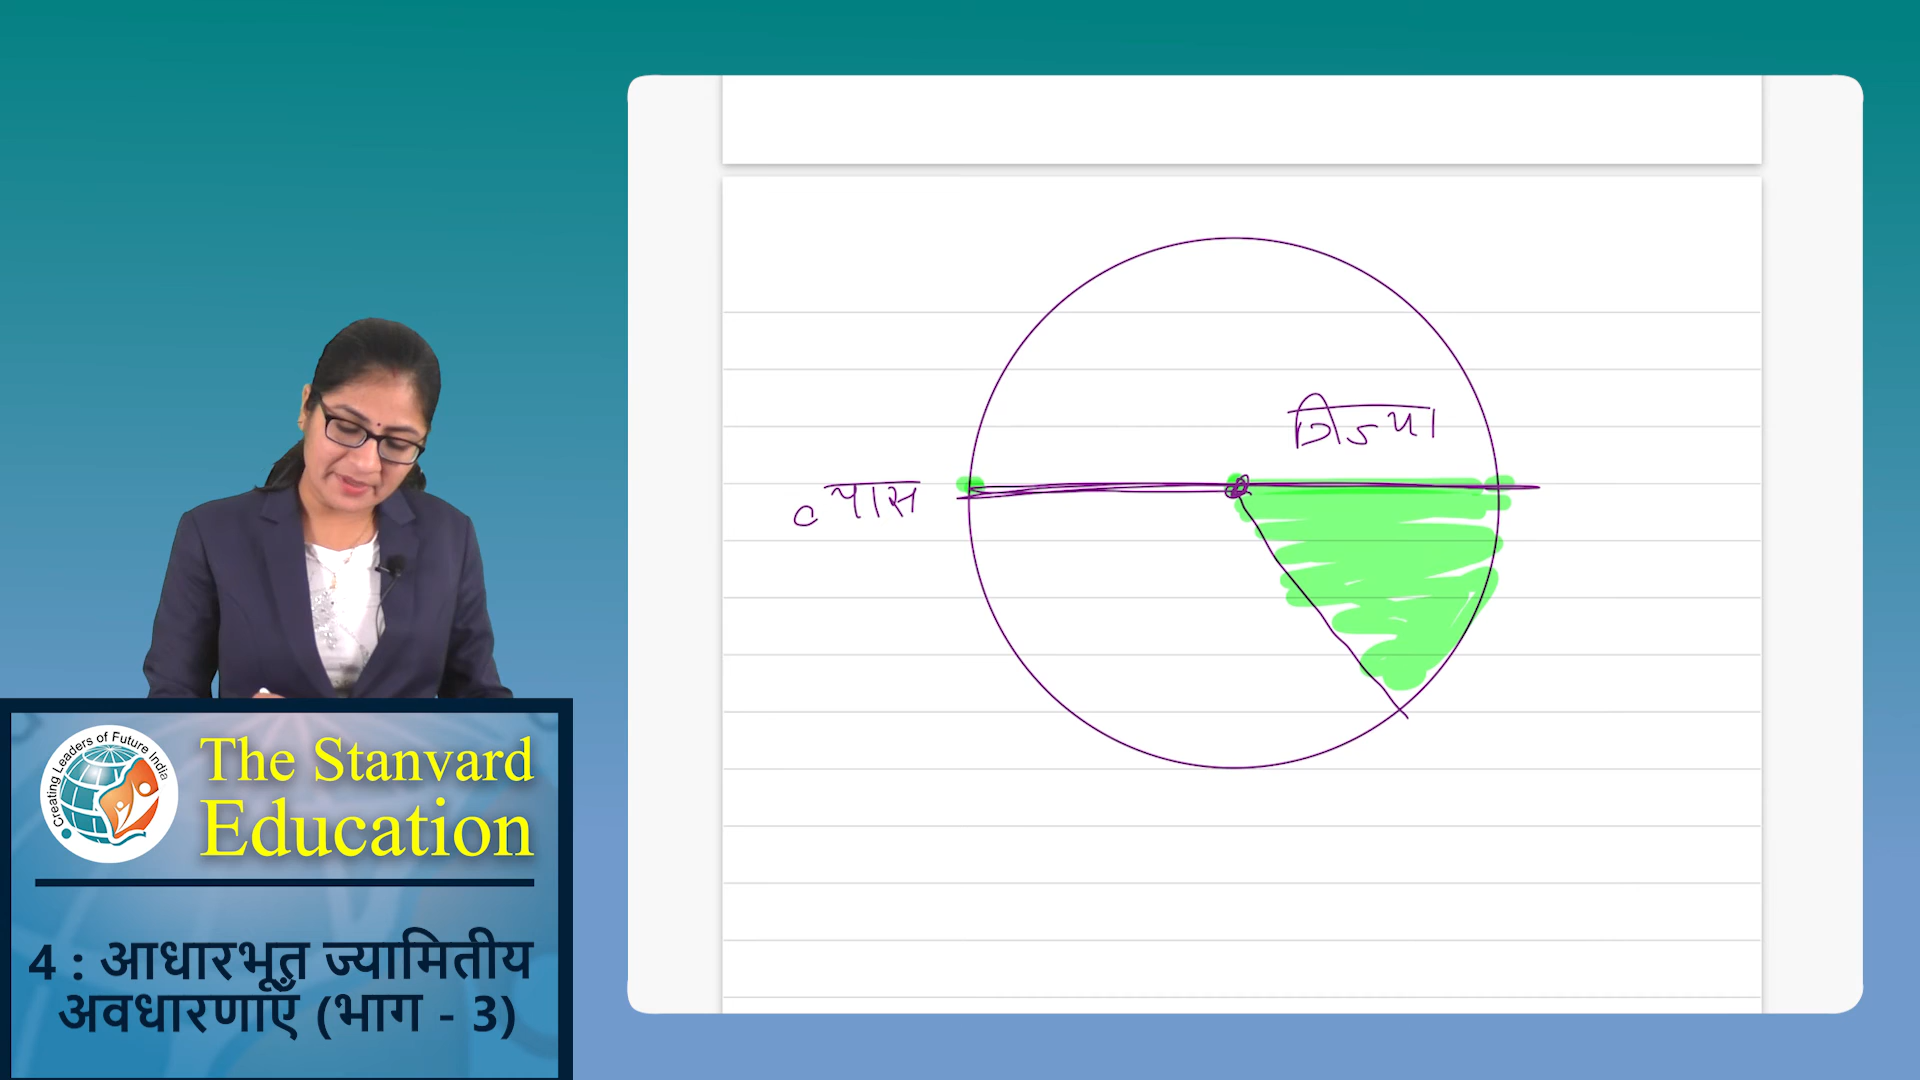 त्रिज्या
व्यास
Creating Leaders of Future India
The Stanvard
Education
4 : आधारभूत ज्यामितीय
अवधारणाएँ (भाग - 3)